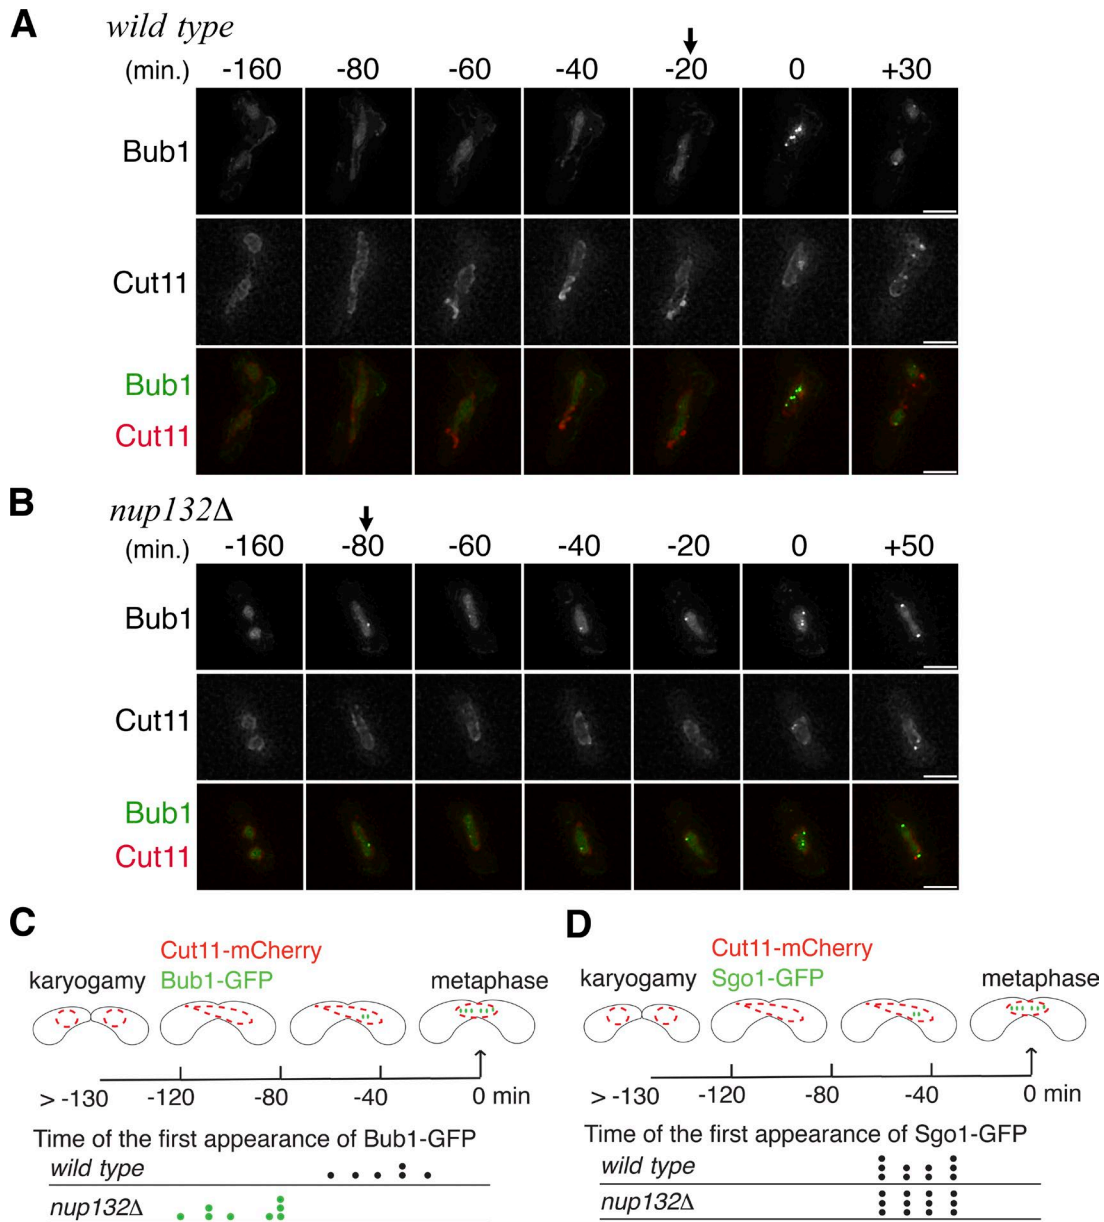 A
wild type
(min.) -160 -80 -60 -40 -20 0 +30
Bub1
Cut11
Bub1
Cut11
B
nup132Δ
(min.) -160 -80 -60 -40 -20 0 +50
Bub1
Cut11
Bub1
Cut11
C
Cut11-mCherry
karyogamy Bub1-GFP metaphase
> -130 -120 -80 -40 0 min
Time of the first appearance of Bub1-GFP
wild type
nup132Δ
D
Cut11-mCherry
karyogamy Sgo1-GFP metaphase
> -130 -120 -80 -40 0 min
Time of the first appearance of Sgo1-GFP
wild type
nup132Δ